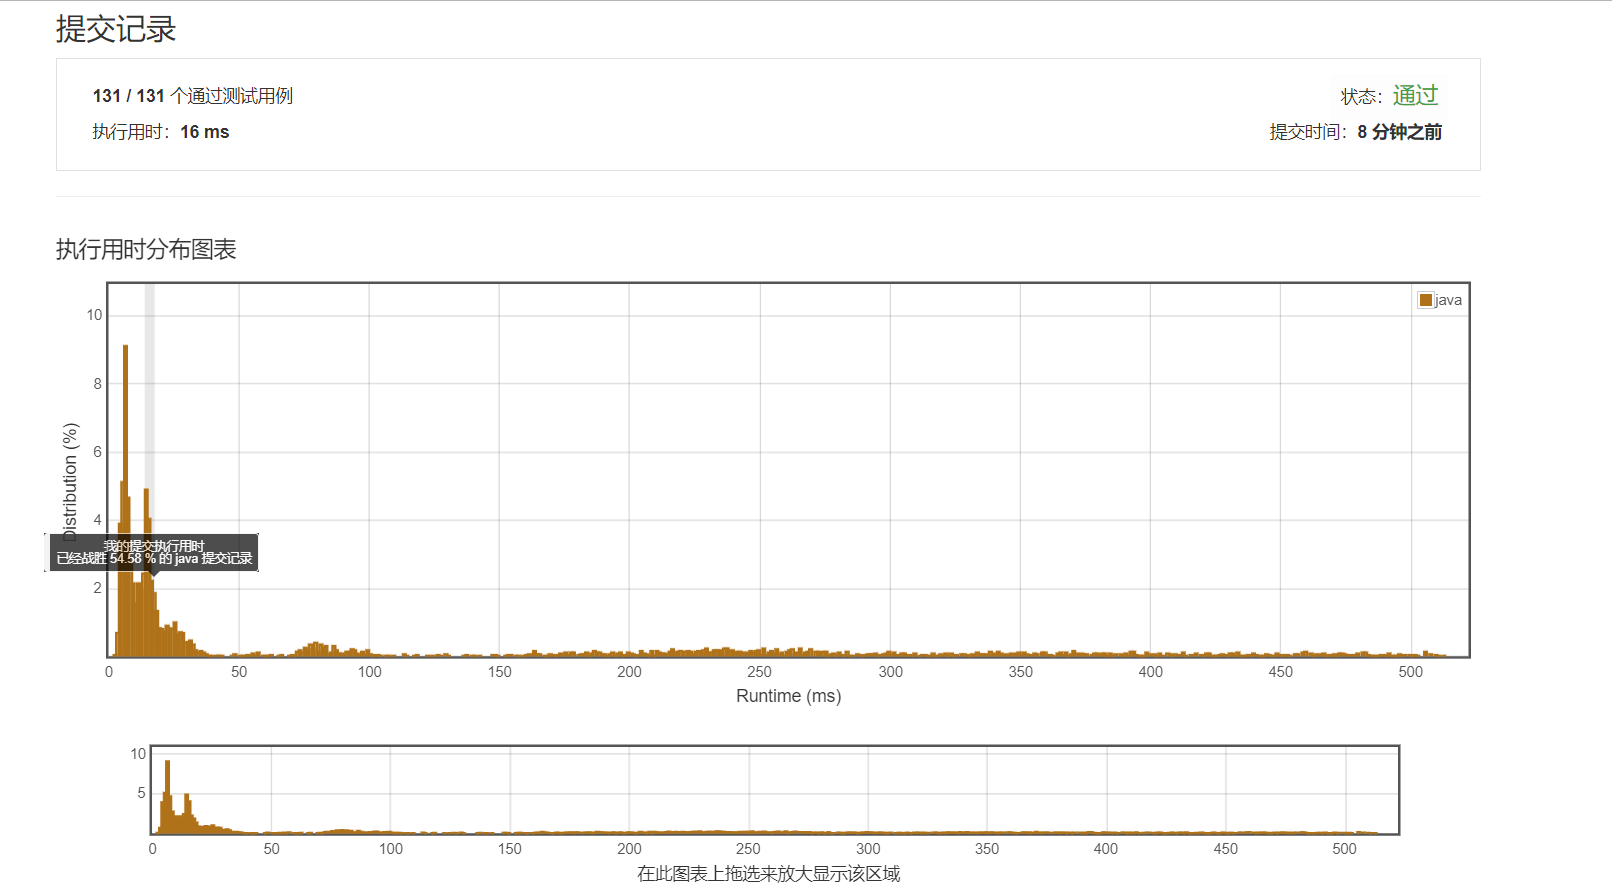 提交记录
131 / 131 个通过测试用例
状态：通过
执行用时：16 ms
提交时间：8 分钟之前
执行用时分布图表
java
10
8
6
4
2
Distribution (%)
我的提交执行用时
已经战胜 54.58 % 的 java 提交记录
0 50 100 150 200 250 300 350 400 450 500
Runtime (ms)
10
5
0 50 100 150 200 250 300 350 400 450 500
在此图表上拖选来放大显示该区域